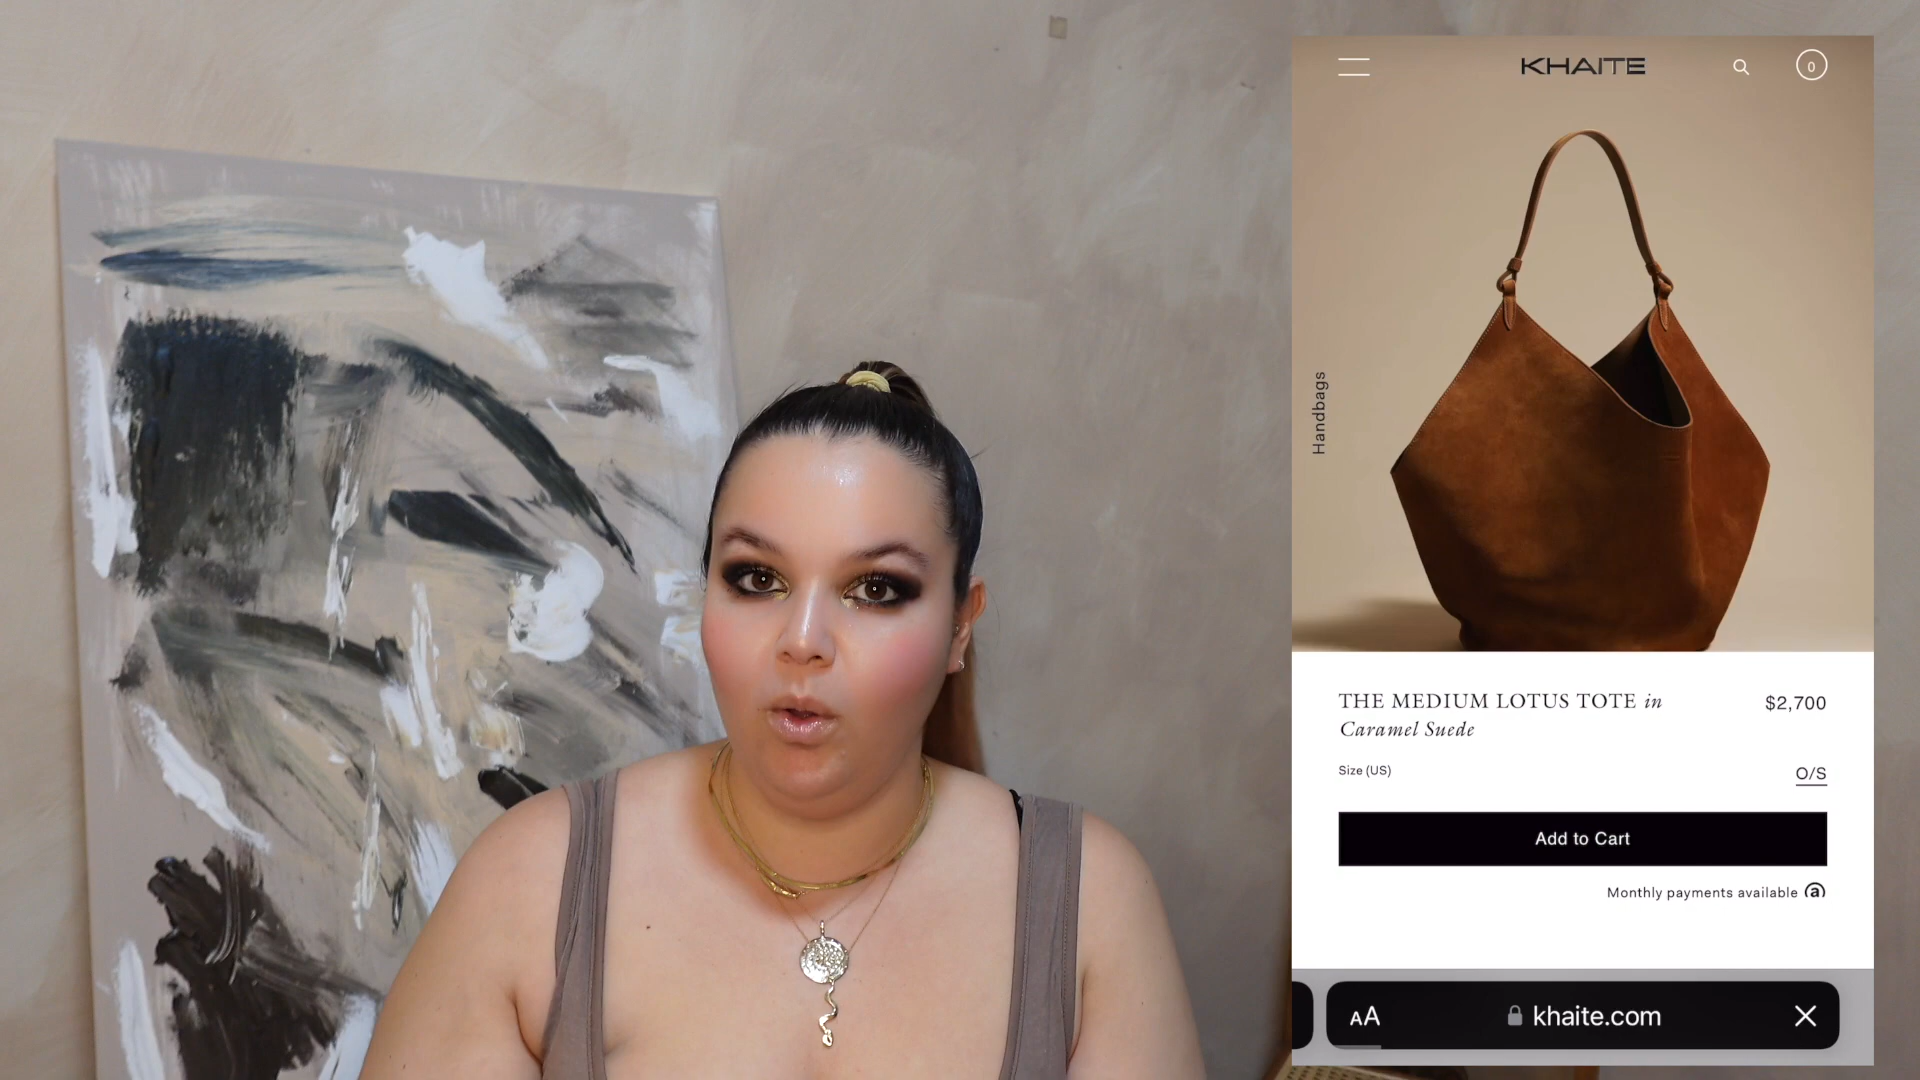 KHAITE
0
Handbags
THE MEDIUM LOTUS TOTE in
Caramel Suede
$2,700
Size (US)
O/S
Add to Cart
Monthly payments available a
AA
khaite.com